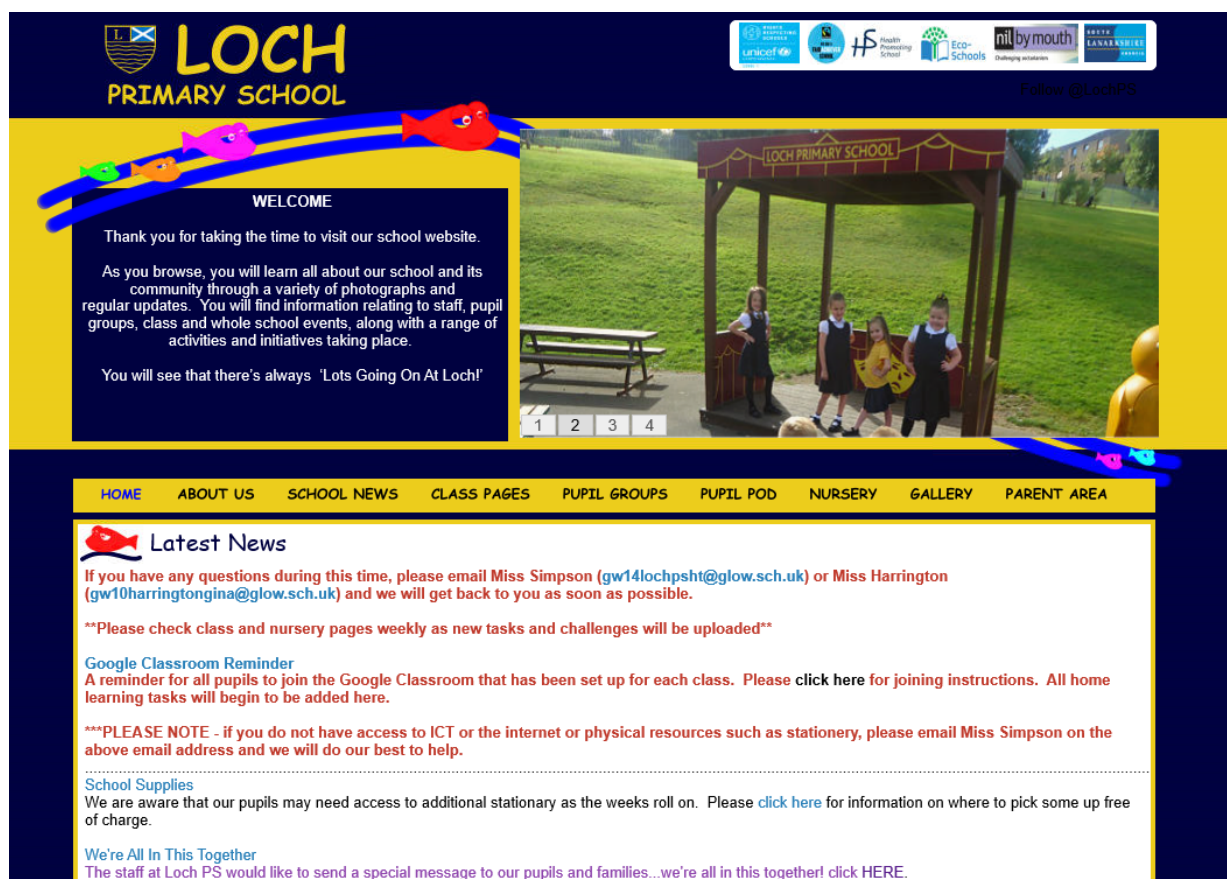 LOCH
PRIMARY SCHOOL
unicef
Health
Promoting
School
Eco-
Schools
nil by mouth
Challenging sectarianism
SOUTH
LANARKSHIRE
COUNCIL
Follow @LochPS
LOCH PRIMARY SCHOOL
WELCOME
Thank you for taking the time to visit our school website.
As you browse, you will learn all about our school and its
community through a variety of photographs and
regular updates.  You will find information relating to staff, pupil
groups, class and whole school events, along with a range of
activities and initiatives taking place.
You will see that there's always  ‘Lots Going On At Loch!’
1 2 3 4
HOME ABOUT US SCHOOL NEWS CLASS PAGES PUPIL GROUPS PUPIL POD NURSERY GALLERY PARENT AREA
Latest News
If you have any questions during this time, please email Miss Simpson (gw14lochpsht@glow.sch.uk) or Miss Harrington
(gw10harringtongina@glow.sch.uk) and we will get back to you as soon as possible.
**Please check class and nursery pages weekly as new tasks and challenges will be uploaded**
Google Classroom Reminder
A reminder for all pupils to join the Google Classroom that has been set up for each class.  Please click here for joining instructions.  All home
learning tasks will begin to be added here.
***PLEASE NOTE - if you do not have access to ICT or the internet or physical resources such as stationery, please email Miss Simpson on the
above email address and we will do our best to help.
School Supplies
We are aware that our pupils may need access to additional stationary as the weeks roll on.  Please click here for information on where to pick some up free
of charge.
We're All In This Together
The staff at Loch PS would like to send a special message to our pupils and families...we're all in this together! click HERE.